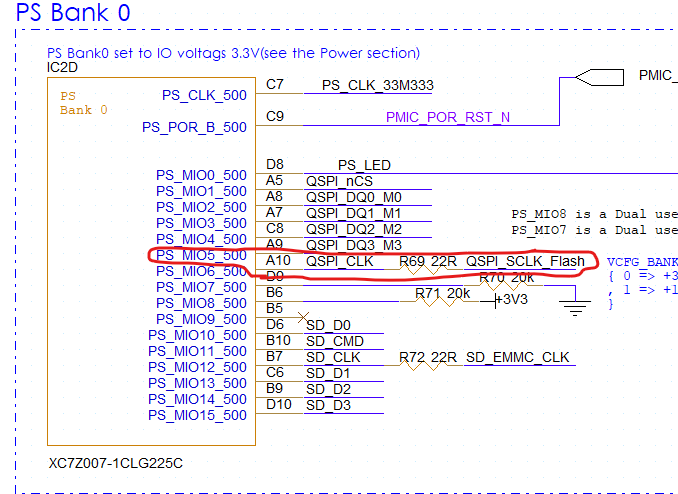 PS Bank 0
PS Bank0 set to IO voltags 3.3V(see the Power section)
IC2D
PS
Bank 0
PS_CLK_500 C7 PS_CLK_33M333
PMIC_
PS_POR_B_500 C9 PMIC_POR_RST_N
PS_MIO0_500 D8 PS_LED
PS_MIO1_500 A5 QSPI_nCS
PS_MIO2_500 A8 QSPI_DQ0_M0
PS_MIO3_500 A7 QSPI_DQ1_M1
PS_MIO8 is a Dual use
PS_MIO4_500 C8 QSPI_DQ2_M2
PS_MIO7 is a Dual use
PS_MIO5_500 A9 QSPI_DQ3_M3
PS_MIO6_500 A10 QSPI_CLK R69 22R QSPI_SCLK_Flash
VCFG_BANK
{ 0 => +3
, 1 => +1
}
PS_MIO7_500 D9 R70 20k
PS_MIO8_500 B6 R71 20k +3V3
PS_MIO9_500 B5
PS_MIO10_500 D6 SD_D0
PS_MIO11_500 B10 SD_CMD
PS_MIO12_500 B7 SD_CLK R72 22R SD_EMMC_CLK
PS_MIO13_500 C6 SD_D1
PS_MIO14_500 B9 SD_D2
PS_MIO15_500 D10 SD_D3
XC7Z007-1CLG225C